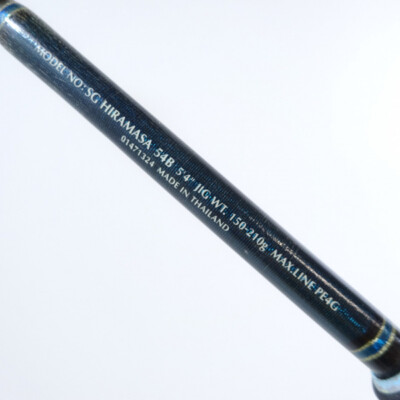 MODEL NO: SG HIRAMASA 54B 5'4" JIG WT. 150-210g MAX.LINE PE4G
01471324 MADE IN THAILAND